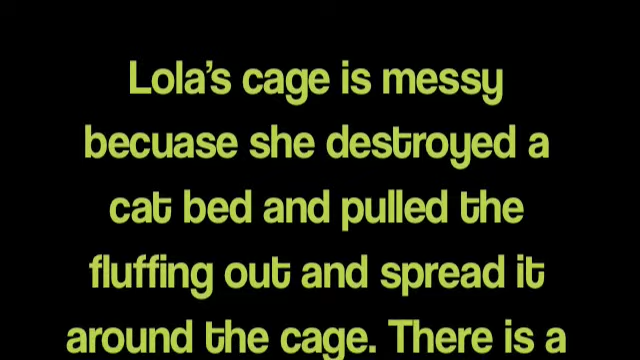 Lola's cage is messy
becuase she destroyed a
cat bed and pulled the
fluffing out and spread it
around the cage. There is a